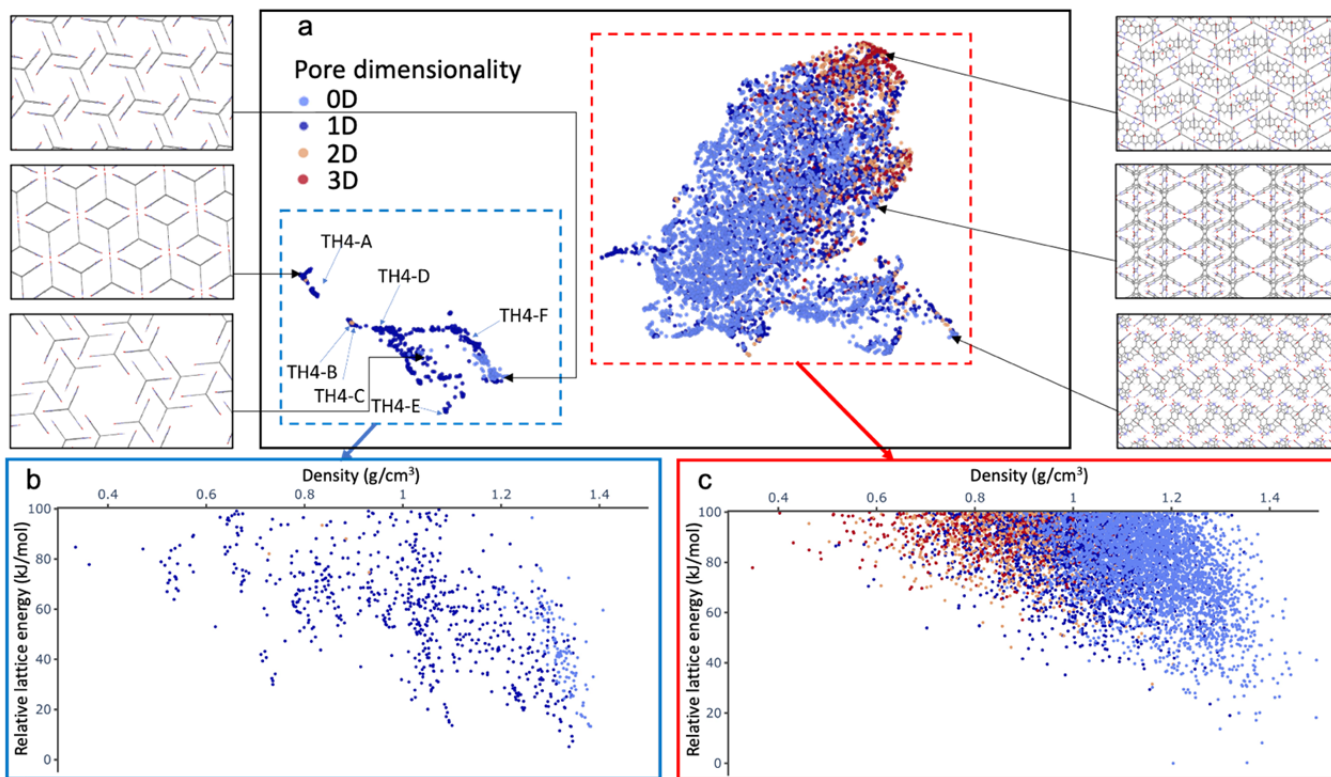 a
Pore dimensionality
0D
1D
2D
3D
TH4-A
TH4-D
TH4-F
TH4-B
TH4-C
TH4-E
b
Density (g/cm³)
0.4 0.6 0.8 1 1.2 1.4
Relative lattice energy (kJ/mol)
100
80
60
40
20
0
c
Density (g/cm³)
0.4 0.6 0.8 1 1.2 1.4
Relative lattice energy (kJ/mol)
100
80
60
40
20
0